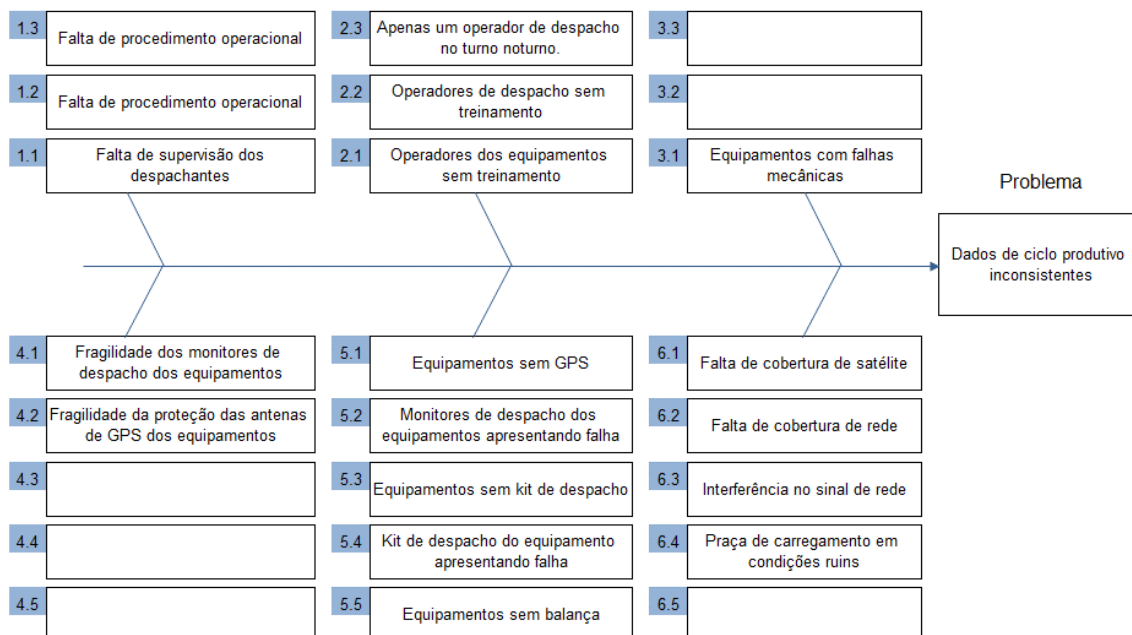 1.3
Falta de procedimento operacional
2.3
Apenas um operador de despacho
no turno noturno.
3.3
1.2
Falta de procedimento operacional
2.2
Operadores de despacho sem
treinamento
3.2
1.1
Falta de supervisão dos
despachantes
2.1
Operadores dos equipamentos
sem treinamento
3.1
Equipamentos com falhas
mecânicas
Problema
Dados de ciclo produtivo
inconsistentes
4.1
Fragilidade dos monitores de
despacho dos equipamentos
5.1
Equipamentos sem GPS
6.1
Falta de cobertura de satélite
4.2
Fragilidade da proteção das antenas
de GPS dos equipamentos
5.2
Monitores de despacho dos
equipamentos apresentando falha
6.2
Falta de cobertura de rede
4.3
5.3
Equipamentos sem kit de despacho
6.3
Interferência no sinal de rede
4.4
5.4
Kit de despacho do equipamento
apresentando falha
6.4
Praça de carregamento em
condições ruins
4.5
5.5
Equipamentos sem balança
6.5